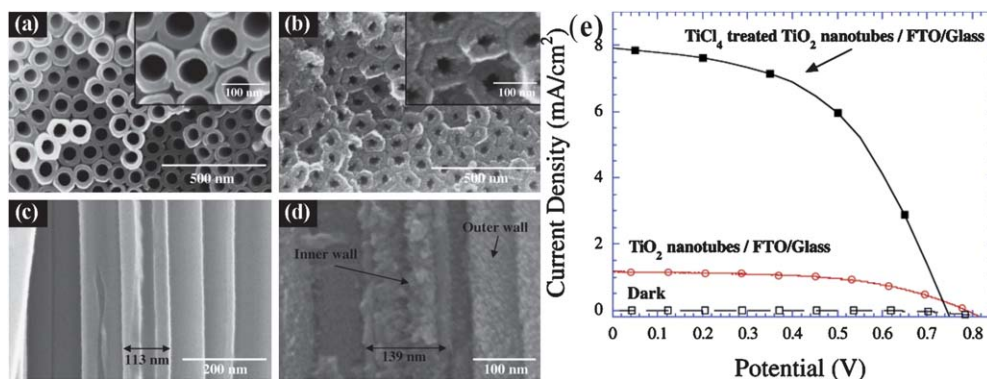 (a)
100 nm
500 nm
(b)
100 nm
500 nm
(c)
113 nm
200 nm
(d)
Outer wall
Inner wall
139 nm
100 nm
(e)
Current Density (mA/cm²)
8
6
4
2
0
TiCl₄ treated TiO₂ nanotubes / FTO/Glass
TiO₂ nanotubes / FTO/Glass
Dark
0 0.1 0.2 0.3 0.4 0.5 0.6 0.7 0.8
Potential (V)